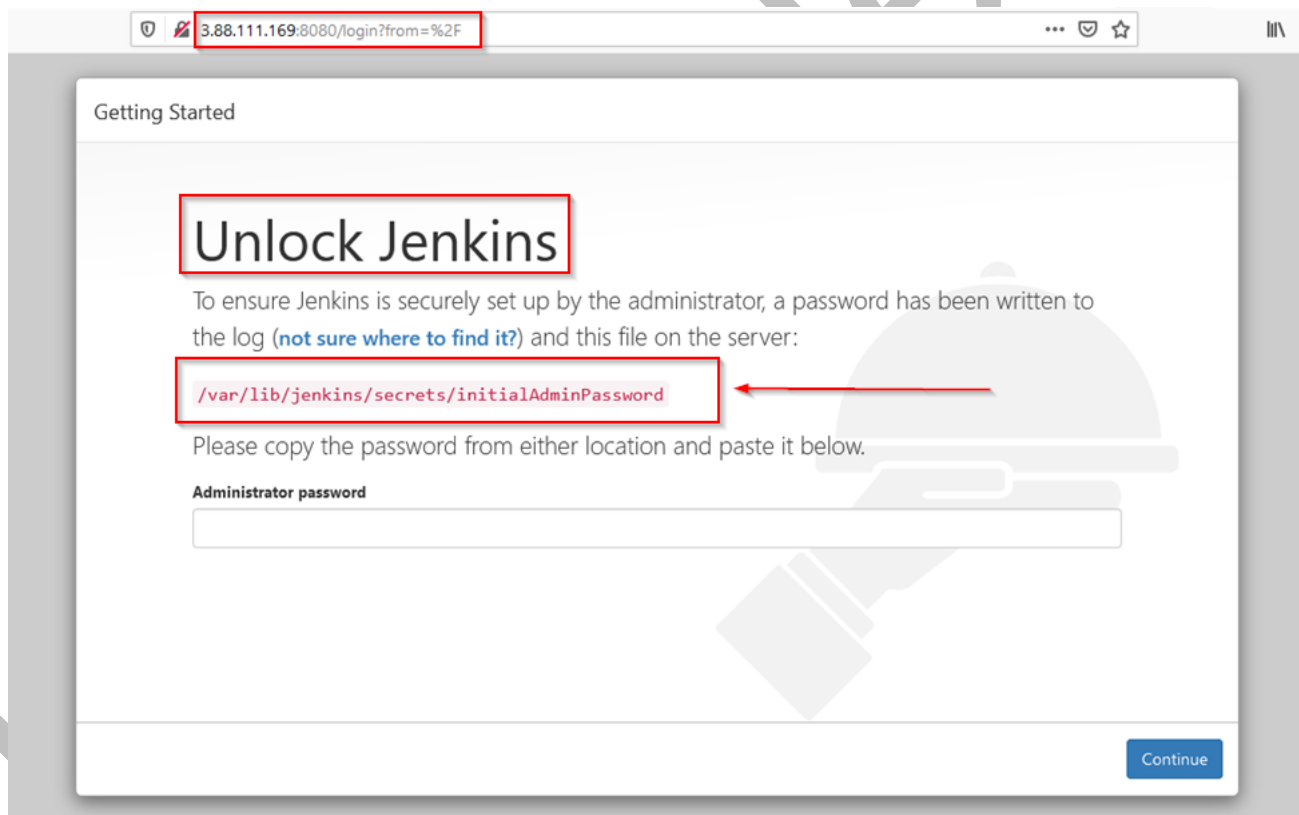 3.88.111.169:8080/login?from=%2F
Getting Started
Unlock Jenkins
To ensure Jenkins is securely set up by the administrator, a password has been written to
the log (not sure where to find it?) and this file on the server:
/var/lib/jenkins/secrets/initialAdminPassword
Please copy the password from either location and paste it below.
Administrator password
Continue